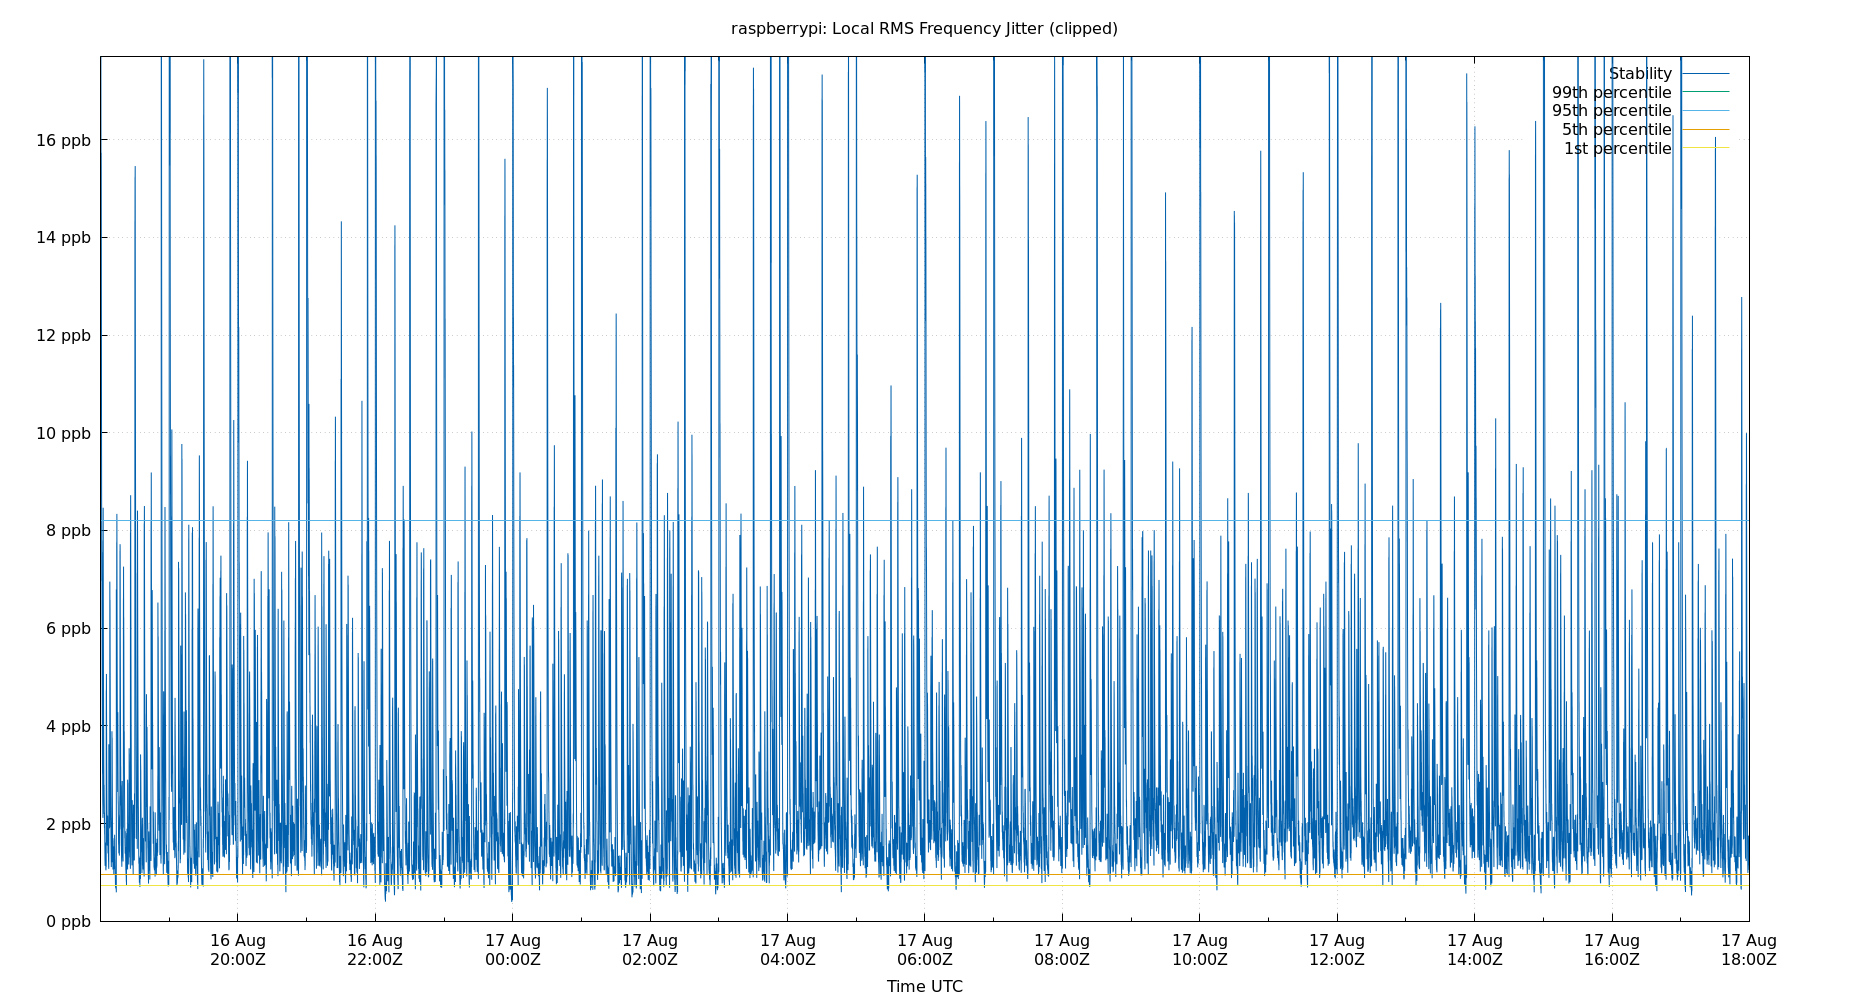 raspberrypi: Local RMS Frequency Jitter (clipped)
Stability
99th percentile
95th percentile
5th percentile
1st percentile
16 ppb
14 ppb
12 ppb
10 ppb
8 ppb
6 ppb
4 ppb
2 ppb
0 ppb
16 Aug 16 Aug 17 Aug 17 Aug 17 Aug 17 Aug 17 Aug 17 Aug 17 Aug 17 Aug 17 Aug 17 Aug
20:00Z 22:00Z 00:00Z 02:00Z 04:00Z 06:00Z 08:00Z 10:00Z 12:00Z 14:00Z 16:00Z 18:00Z
Time UTC